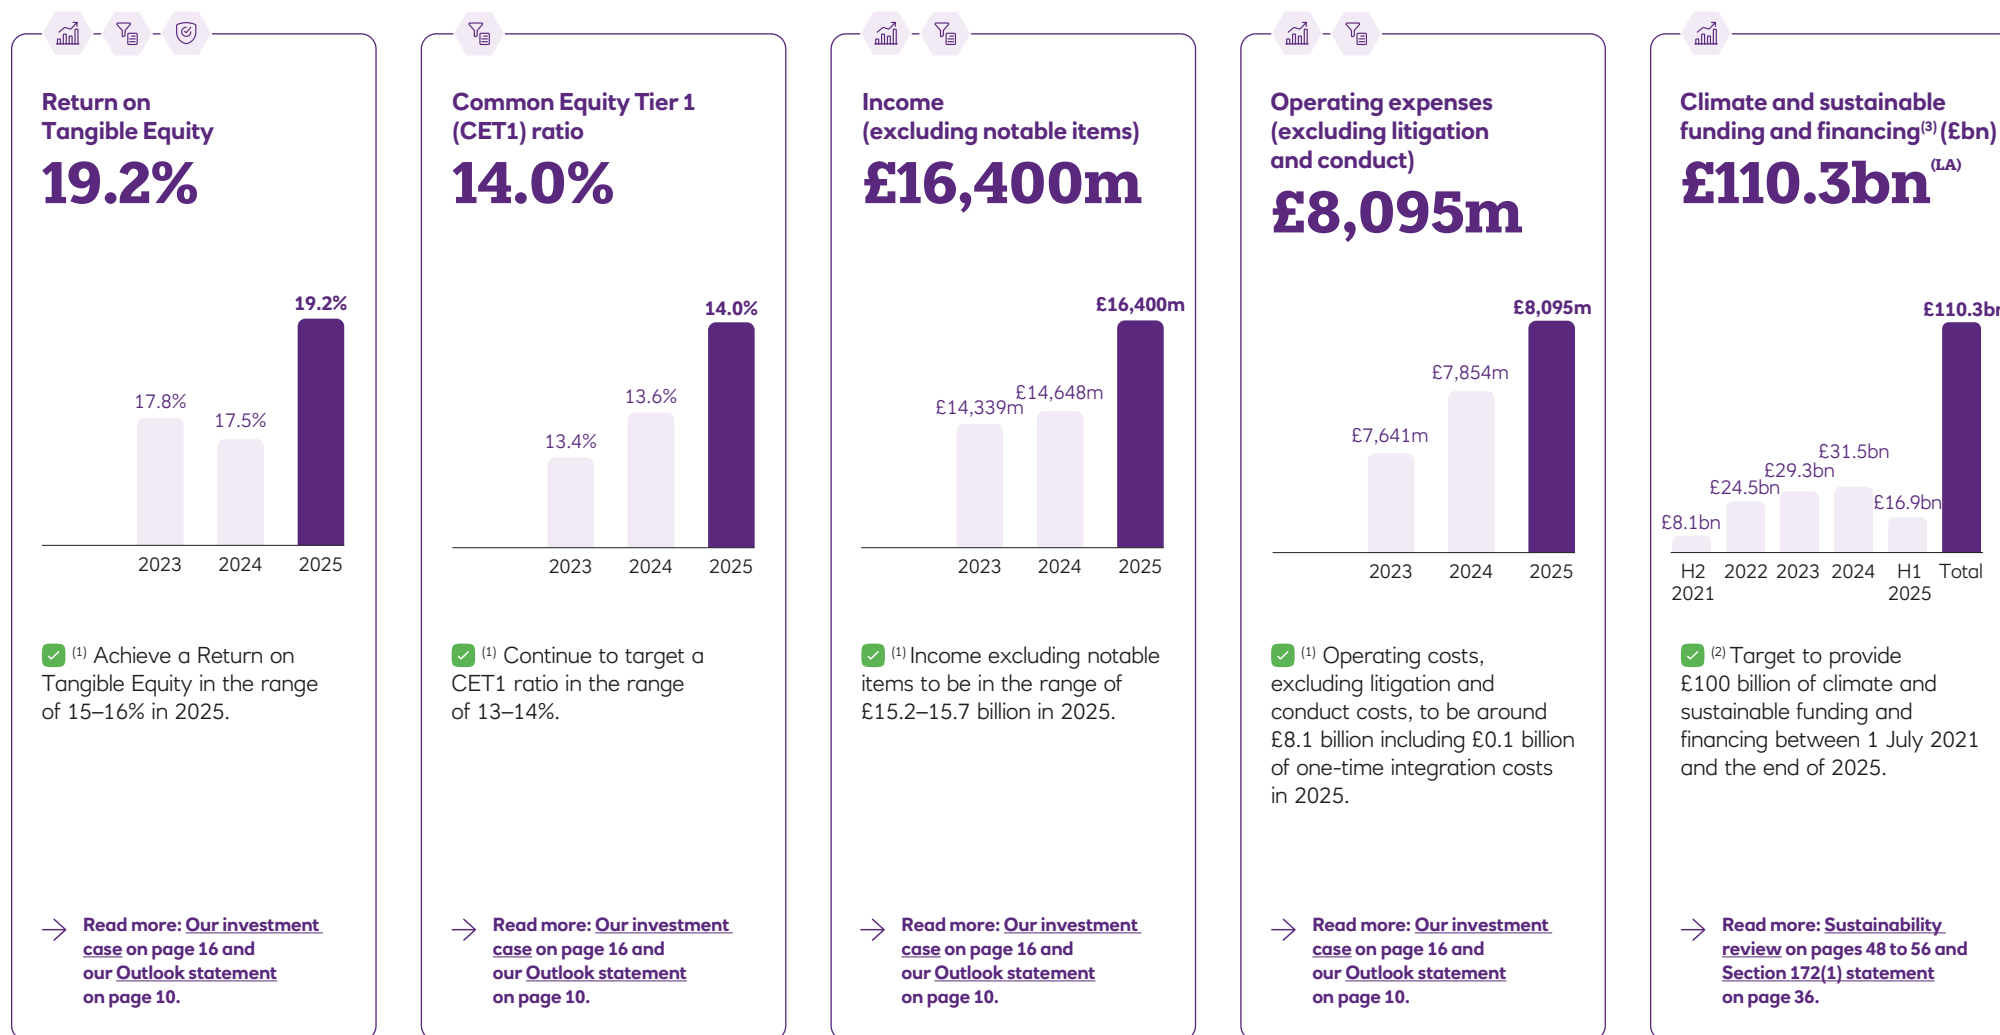 Return on
Tangible Equity
19.2%
19.2%
17.8%
17.5%
2023 2024 2025
(1) Achieve a Return on
Tangible Equity in the range
of 15–16% in 2025.
Read more: Our investment
case on page 16 and
our Outlook statement
on page 10.
Common Equity Tier 1
(CET1) ratio
14.0%
14.0%
13.6%
13.4%
2023 2024 2025
(1) Continue to target a
CET1 ratio in the range
of 13–14%.
Read more: Our investment
case on page 16 and
our Outlook statement
on page 10.
Income
(excluding notable items)
£16,400m
£16,400m
£14,648m
£14,339m
2023 2024 2025
(1) Income excluding notable
items to be in the range of
£15.2–15.7 billion in 2025.
Read more: Our investment
case on page 16 and
our Outlook statement
on page 10.
Operating expenses
(excluding litigation
and conduct)
£8,095m
£8,095m
£7,854m
£7,641m
2023 2024 2025
(1) Operating costs,
excluding litigation and
conduct costs, to be around
£8.1 billion including £0.1 billion
of one-time integration costs
in 2025.
Read more: Our investment
case on page 16 and
our Outlook statement
on page 10.
Climate and sustainable
funding and financing(3) (£bn)
£110.3bn(LA)
£110.3bn
£31.5bn
£29.3bn
£24.5bn
£16.9bn
£8.1bn
H2 2022 2023 2024 H1 Total
2021 2025
(2) Target to provide
£100 billion of climate and
sustainable funding and
financing between 1 July 2021
and the end of 2025.
Read more: Sustainability
review on pages 48 to 56 and
Section 172(1) statement
on page 36.